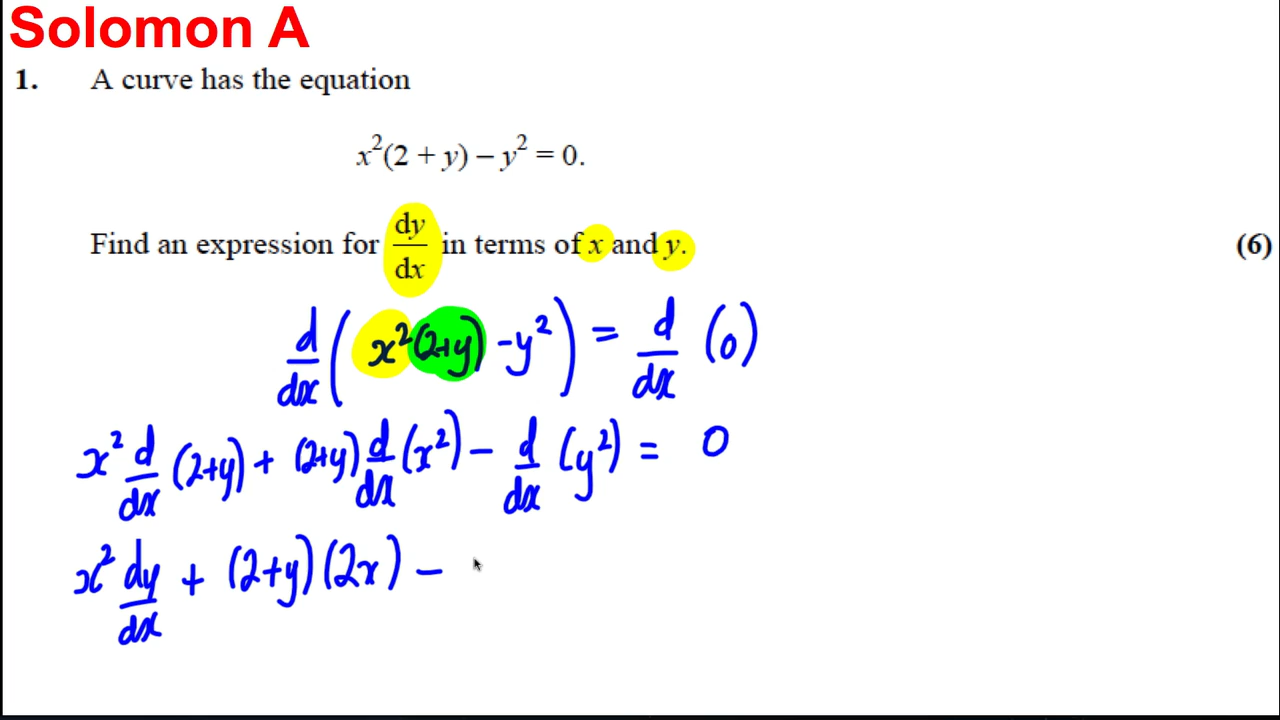 Solomon A
1. A curve has the equation
x²(2 + y) – y² = 0.
Find an expression for dy/dx in terms of x and y. (6)
d/dx (x²(2+y) - y²) = d/dx (0)
x² d/dx (2+y) + (2+y) d/dx (x²) - d/dx (y²) = 0
x² dy/dx + (2+y)(2x) -